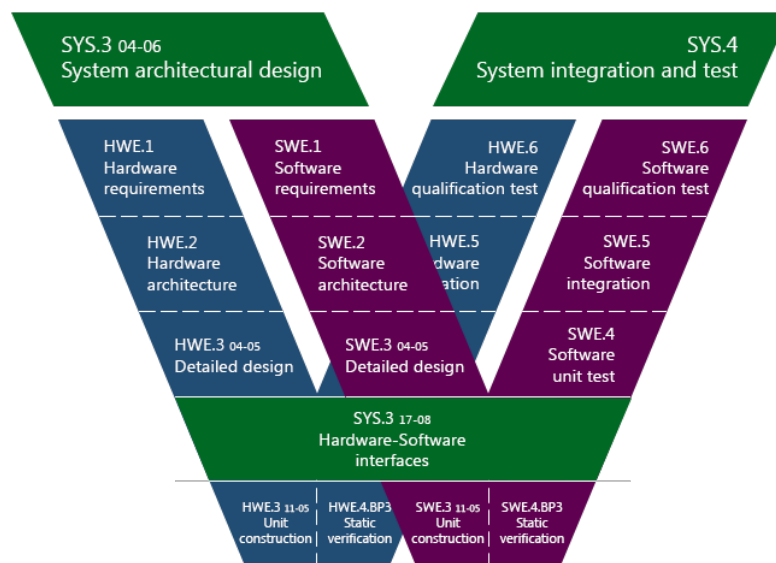 SYS.3 04-06
System architectural design
SYS.4
System integration and test
HWE.1
Hardware
requirements
SWE.1
Software
requirements
HWE.6
Hardware
qualification test
SWE.6
Software
qualification test
HWE.2
Hardware
architecture
SWE.2
Software
architecture
HWE.5
dware
ation
SWE.5
Software
integration
HWE.3 04-05
Detailed design
SWE.3 04-05
Detailed design
SWE.4
Software
unit test
SYS.3 17-08
Hardware-Software
interfaces
HWE.3 11-05
Unit
construction
HWE.4.BP3
Static
verification
SWE.3 11-05
Unit
construction
SWE.4.BP3
Static
verification